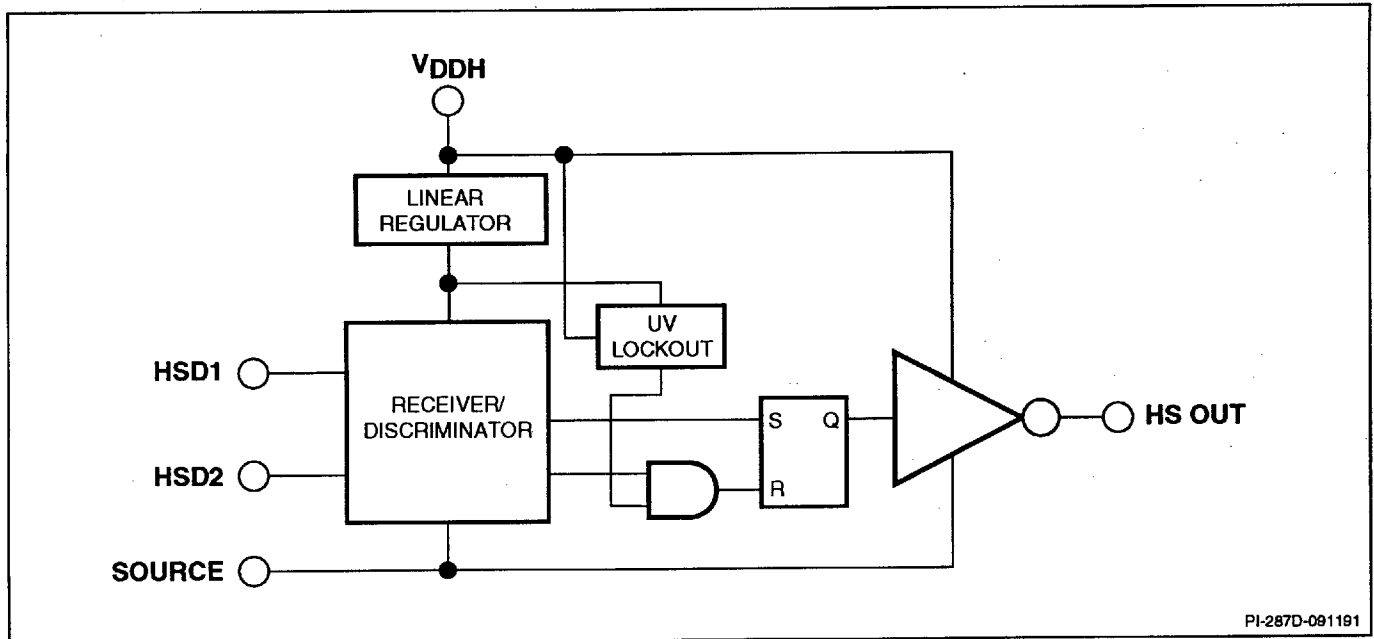 VDDH
LINEAR
REGULATOR
UV
LOCKOUT
HSD1
RECEIVER/
DISCRIMINATOR
S Q
HS OUT
HSD2
R
SOURCE
PI-287D-091191